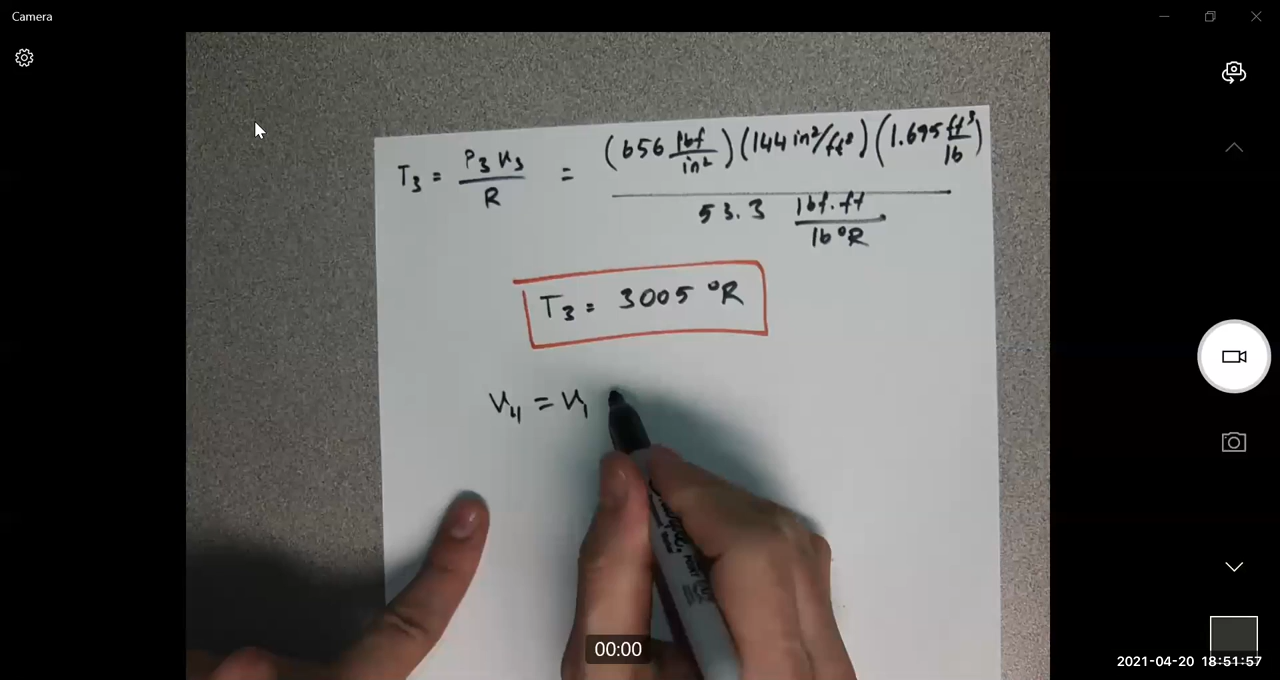 Camera
T3 = P3 v3 / R = (656 lbf/in²) (144 in²/ft²) (1.695 ft³/lb) / 53.3 lbf.ft/lb°R
T3 = 3005 °R
v4 = v1
00:00
2021-04-20 18:51:57